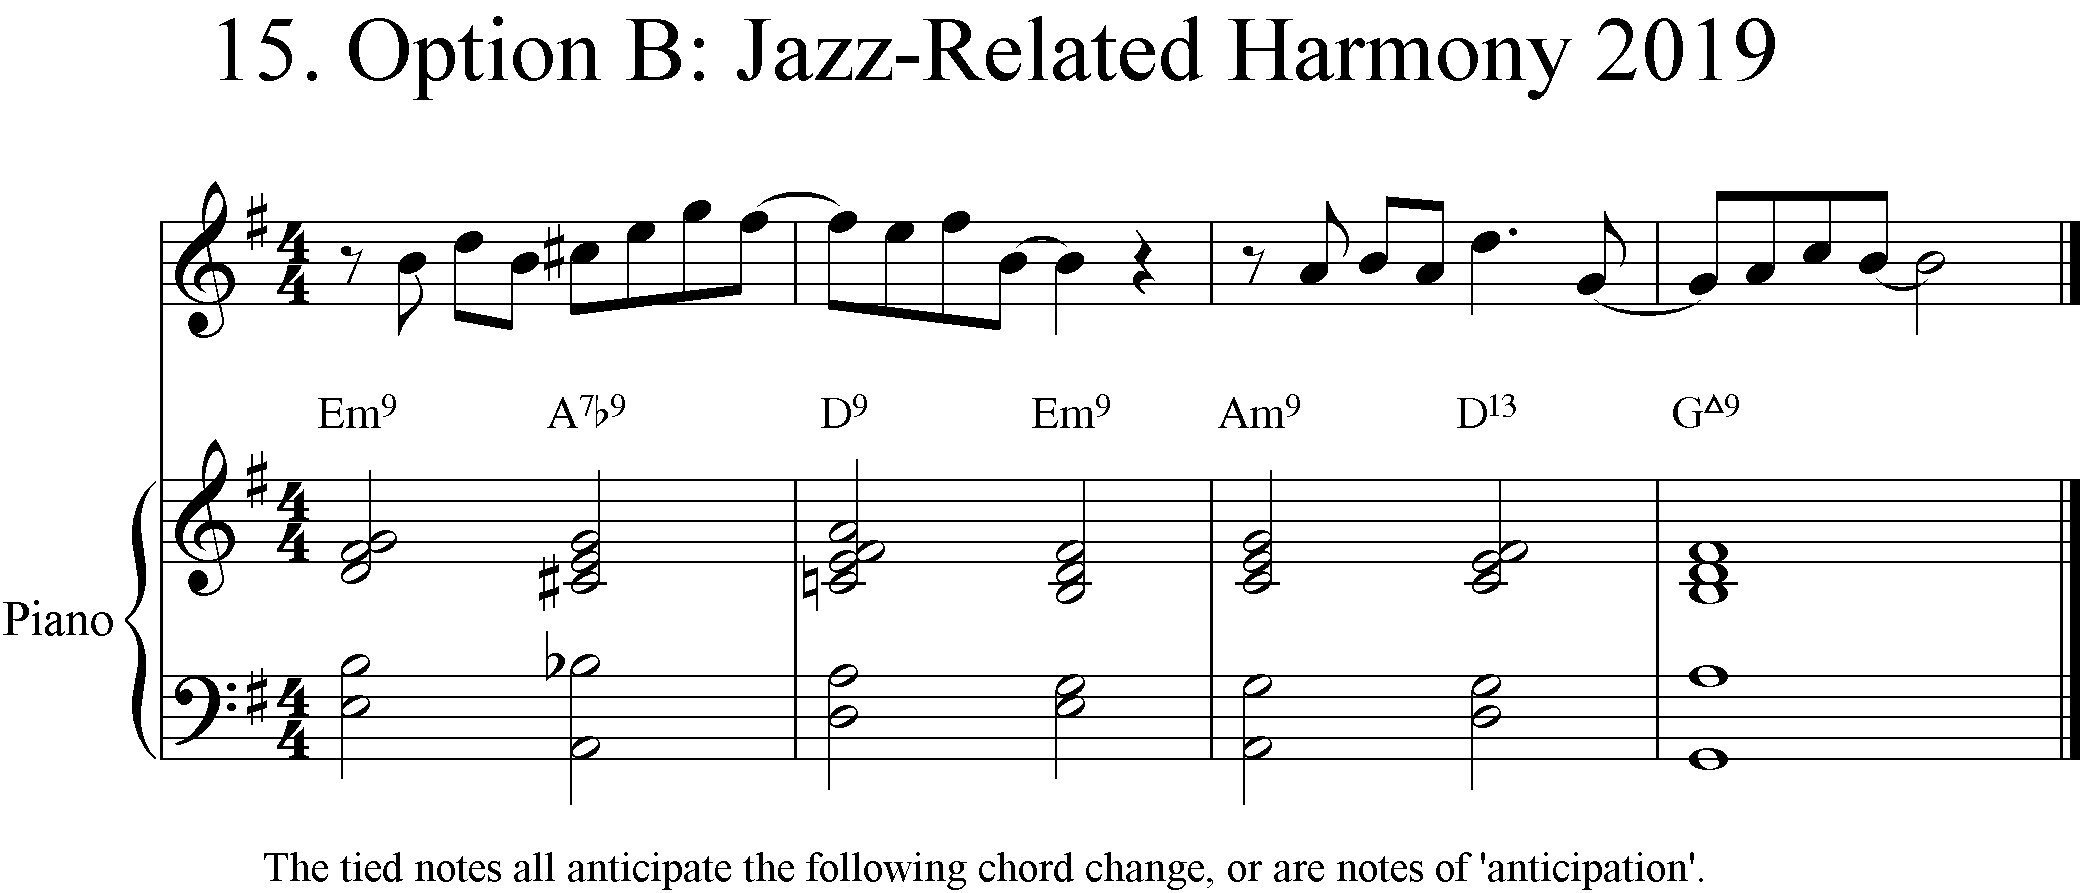 15. Option B: Jazz-Related Harmony 2019
Em9 A7♭9 D9 Em9 Am9 D13 G△9
Piano
The tied notes all anticipate the following chord change, or are notes of 'anticipation'.